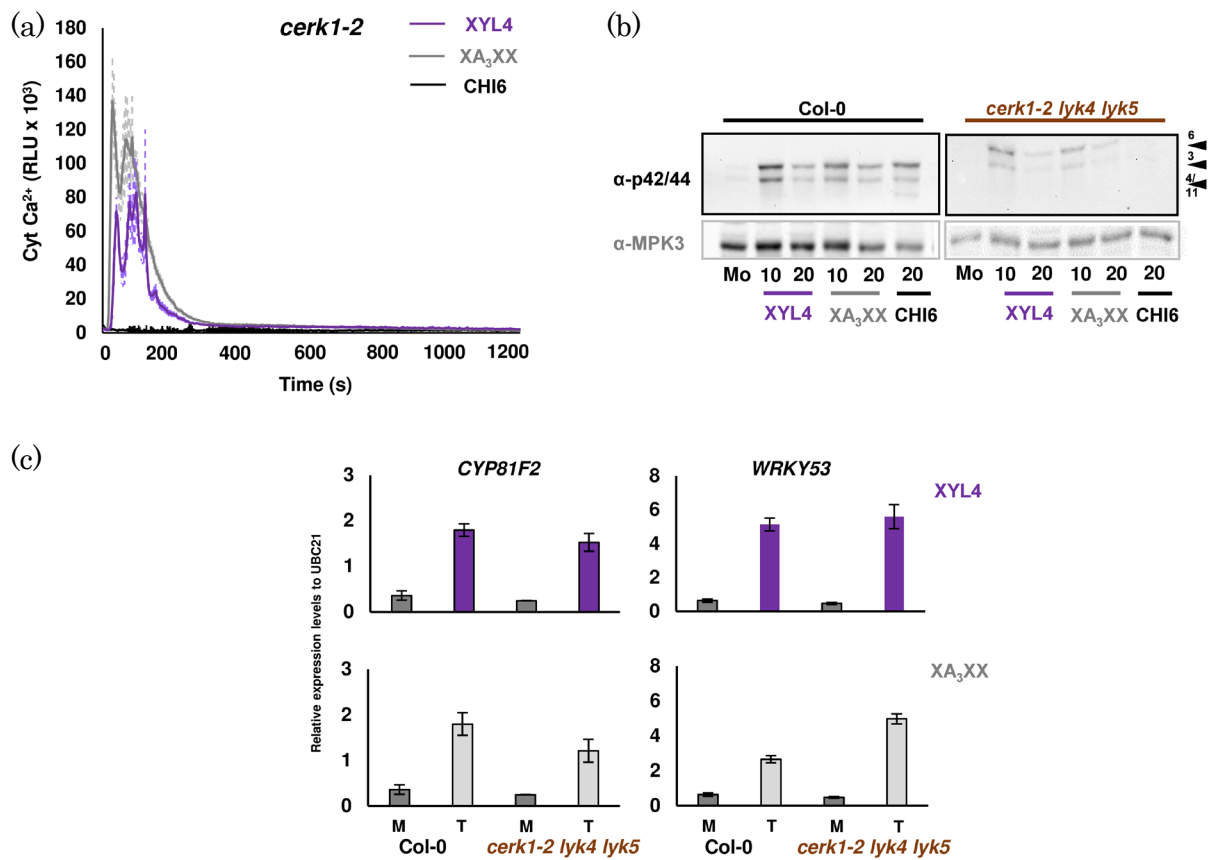 (a)
cerk1-2
XYL4
XA₃XX
CHI6
Cyt Ca²⁺ (RLU x 10³)
180
160
140
120
100
80
60
40
20
0
0 200 400 600 800 1000 1200
Time (s)
(b)
Col-0
cerk1-2 lyk4 lyk5
α-p42/44
6
3
4/
11
α-MPK3
Mo 10 20 10 20 20
Mo 10 20 10 20 20
XYL4 XA₃XX CHI6
XYL4 XA₃XX CHI6
(c)
Relative expression levels to UBC21
CYP81F2
3
2
1
0
WRKY53
8
6
4
2
0
XYL4
3
2
1
0
8
6
4
2
0
XA₃XX
M T M T
Col-0 cerk1-2 lyk4 lyk5
M T M T
Col-0 cerk1-2 lyk4 lyk5